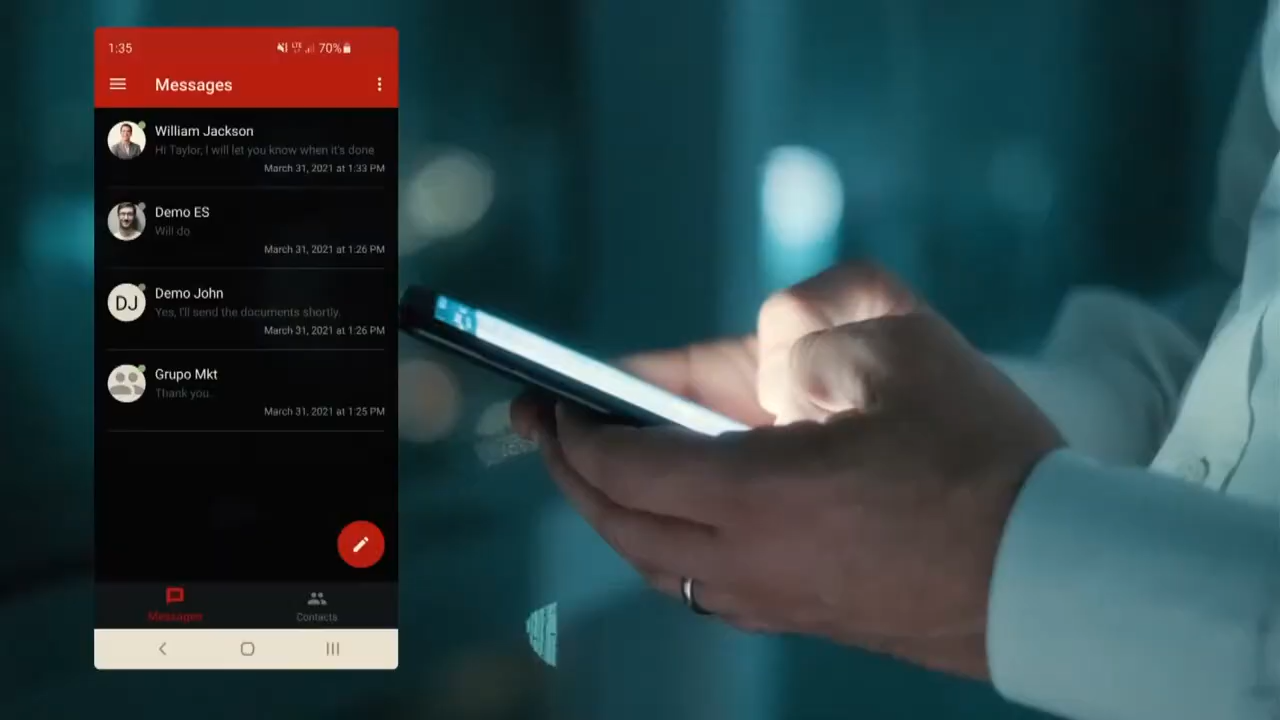 1:35
LTE
70%
Messages
William Jackson
Hi Taylor, I will let you know when it's done
March 31, 2021 at 1:33 PM
Demo ES
Will do
March 31, 2021 at 1:26 PM
DJ
Demo John
Yes, I'll send the documents shortly.
March 31, 2021 at 1:26 PM
Grupo Mkt
Thank you.
March 31, 2021 at 1:25 PM
Messages
Contacts